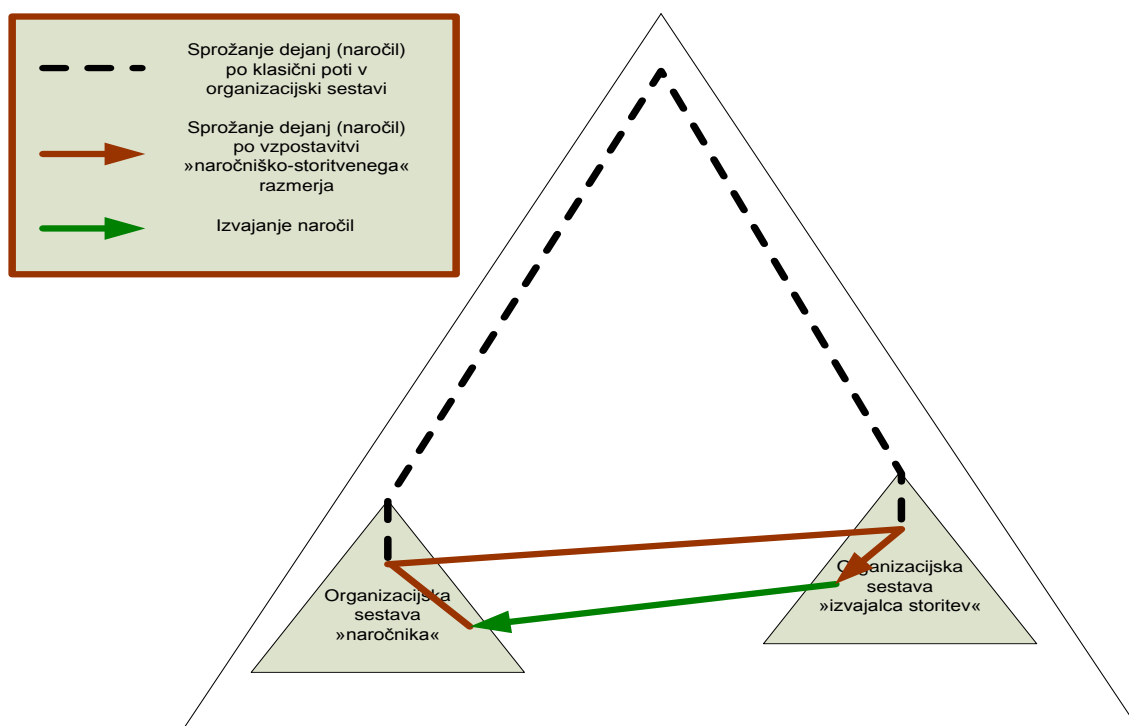 Sprožanje dejanj (naročil)
po klasični poti v
organizacijski sestavi
Sprožanje dejanj (naročil)
po vzpostavitvi
»naročniško-storitvenega«
razmerja
Izvajanje naročil
Organizacijska
sestava
»naročnika«
Organizacijska
sestava
»izvajalca storitev«